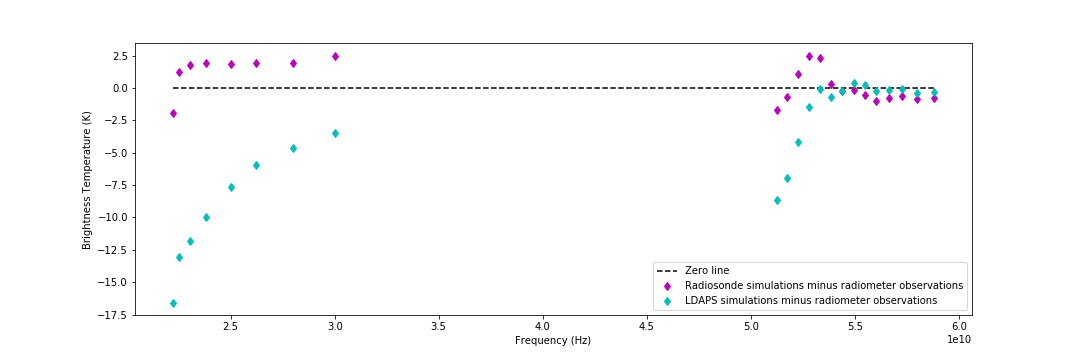 2.5
0.0
−2.5
−5.0
−7.5
−10.0
−12.5
−15.0
−17.5
Brightness Temperature (K)
Zero line
Radiosonde simulations minus radiometer observations
LDAPS simulations minus radiometer observations
2.5 3.0 3.5 4.0 4.5 5.0 5.5 6.0
1e10
Frequency (Hz)